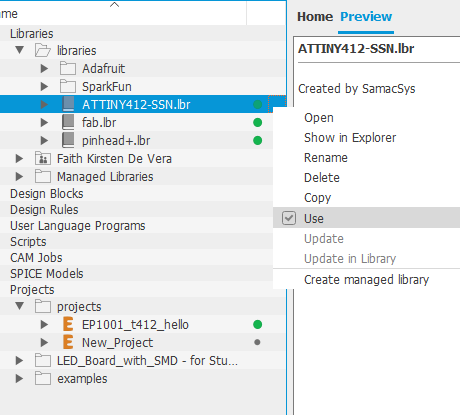 ame
Libraries
libraries
Adafruit
SparkFun
ATTINY412-SSN.lbr
fab.lbr
pinhead+.lbr
Faith Kirsten De Vera
Managed Libraries
Design Blocks
Design Rules
User Language Programs
Scripts
CAM Jobs
SPICE Models
Projects
projects
EP1001_t412_hello
New_Project
LED_Board_with_SMD - for Stu...
examples
Home Preview
ATTINY412-SSN.lbr
Created by SamacSys
Open
Show in Explorer
Rename
Delete
Copy
Use
Update
Update in Library
Create managed library